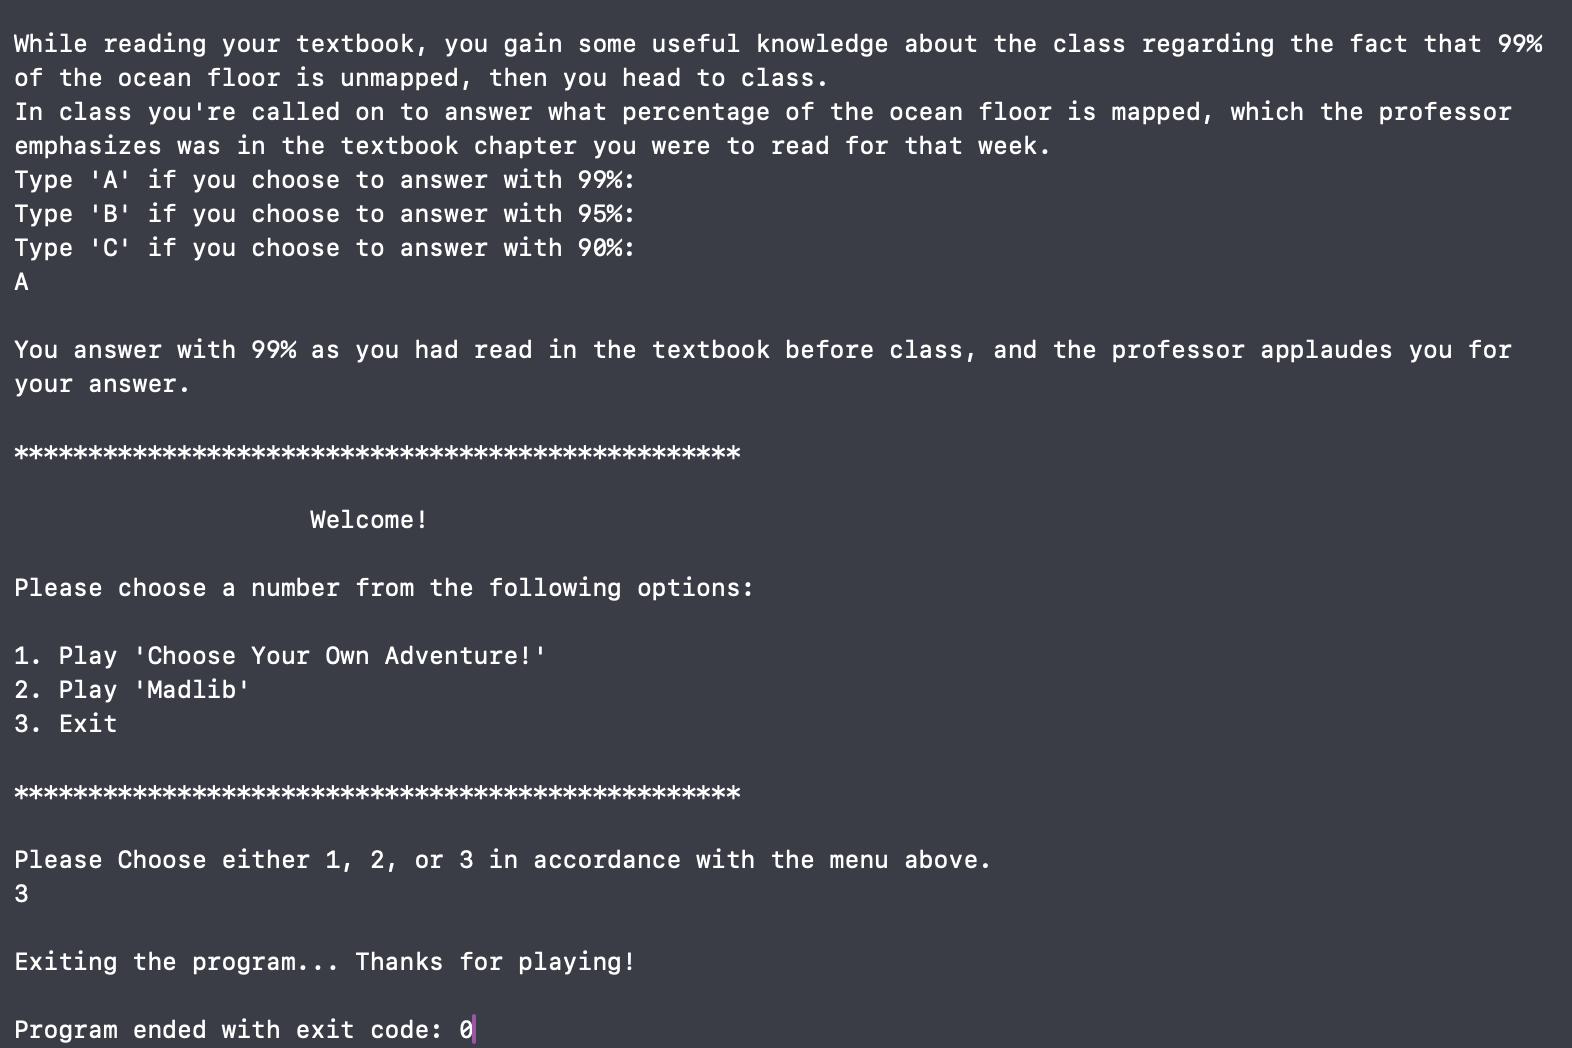 While reading your textbook, you gain some useful knowledge about the class regarding the fact that 99%
of the ocean floor is unmapped, then you head to class.
In class you're called on to answer what percentage of the ocean floor is mapped, which the professor
emphasizes was in the textbook chapter you were to read for that week.
Type 'A' if you choose to answer with 99%:
Type 'B' if you choose to answer with 95%:
Type 'C' if you choose to answer with 90%:
A
You answer with 99% as you had read in the textbook before class, and the professor applaudes you for
your answer.
*************************************************
Welcome!
Please choose a number from the following options:
1. Play 'Choose Your Own Adventure!'
2. Play 'Madlib'
3. Exit
*************************************************
Please Choose either 1, 2, or 3 in accordance with the menu above.
3
Exiting the program... Thanks for playing!
Program ended with exit code: 0